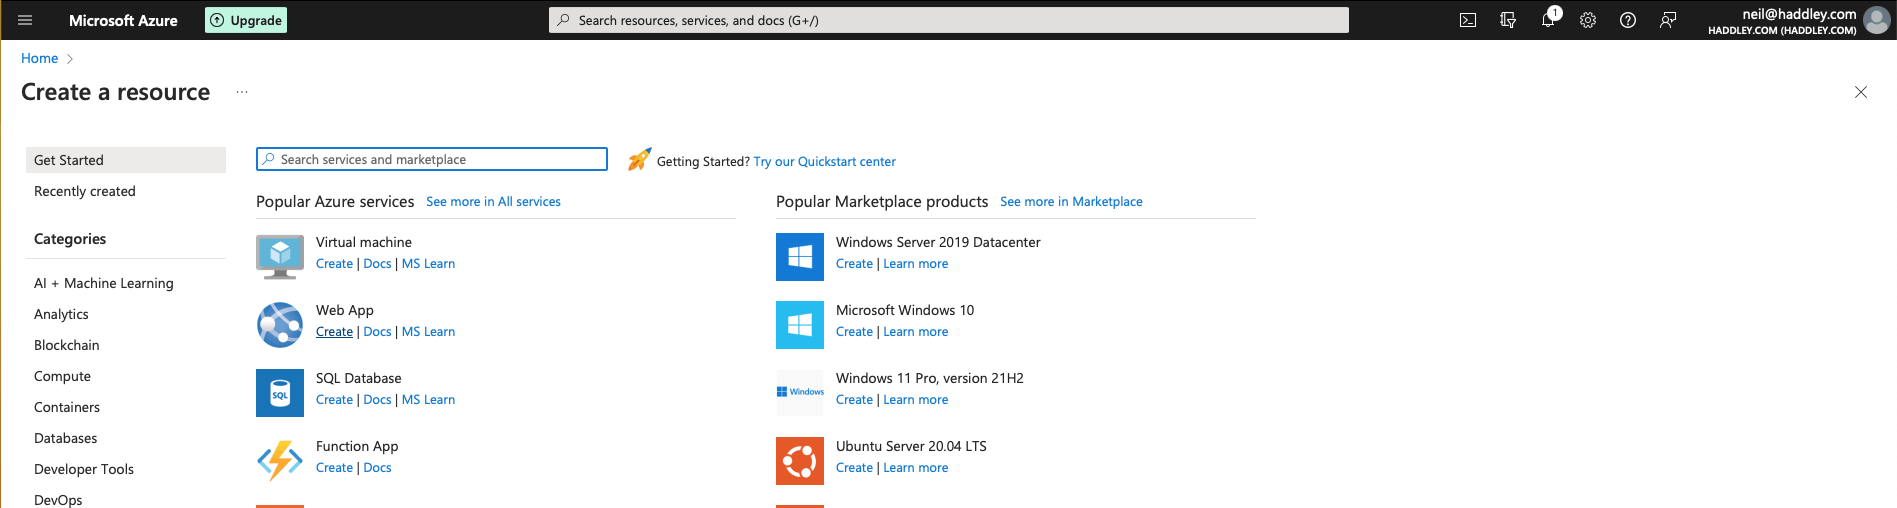 Microsoft Azure
Upgrade
Search resources, services, and docs (G+/)
1
neil@haddley.com
HADDLEY.COM (HADDLEY.COM)
Home
Create a resource
...
Get Started
Recently created
Categories
AI + Machine Learning
Analytics
Blockchain
Compute
Containers
Databases
Developer Tools
DevOps
Search services and marketplace
Getting Started? Try our Quickstart center
Popular Azure services See more in All services
Virtual machine
Create | Docs | MS Learn
Web App
Create | Docs | MS Learn
SQL
SQL Database
Create | Docs | MS Learn
Function App
Create | Docs
Popular Marketplace products See more in Marketplace
Windows Server 2019 Datacenter
Create | Learn more
Microsoft Windows 10
Create | Learn more
Windows
Windows 11 Pro, version 21H2
Create | Learn more
Ubuntu Server 20.04 LTS
Create | Learn more